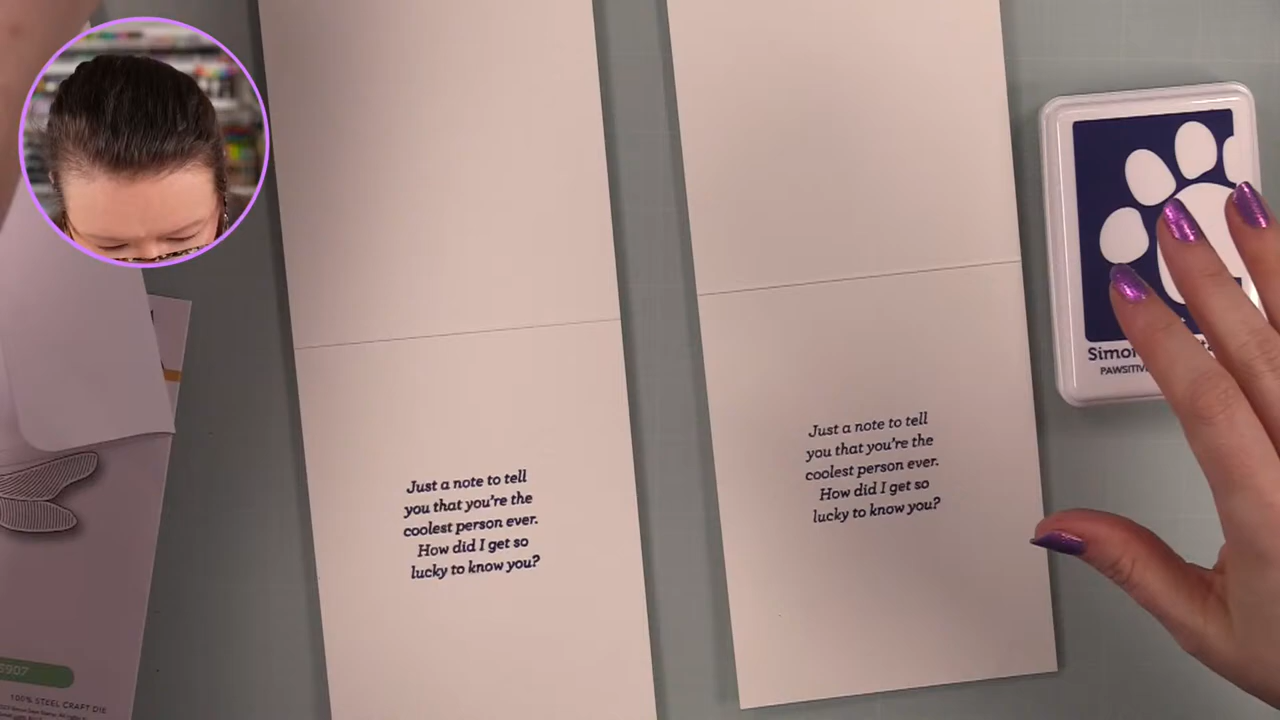 Just a note to tell
you that you're the
coolest person ever.
How did I get so
lucky to know you?
Just a note to tell
you that you're the
coolest person ever.
How did I get so
lucky to know you?
Simon
PAWSITIV
S907
100% STEEL CRAFT DIE